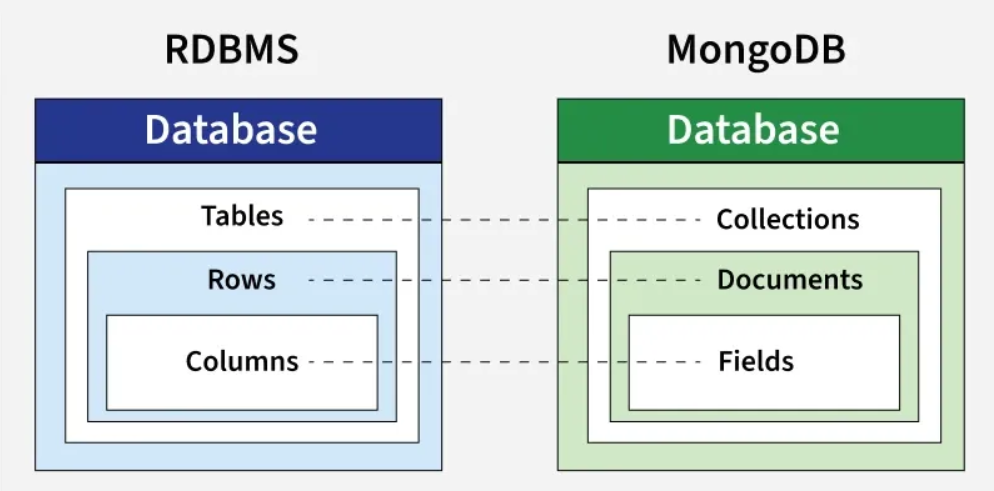 RDBMS
MongoDB
Database
Database
Tables
Collections
Rows
Documents
Columns
Fields